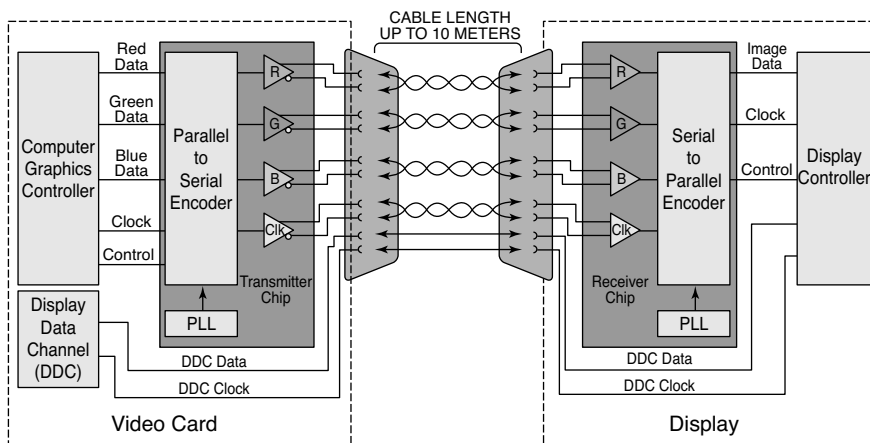 CABLE LENGTH
UP TO 10 METERS
Red
Data
Green
Data
Blue
Data
Clock
Control
Computer
Graphics
Controller
Parallel
to
Serial
Encoder
R
G
B
Clk
Transmitter
Chip
PLL
Display
Data
Channel
(DDC)
DDC Data
DDC Clock
Video Card
R
G
B
Clk
Receiver
Chip
Serial
to
Parallel
Encoder
PLL
Image
Data
Clock
Control
Display
Controller
DDC Data
DDC Clock
Display